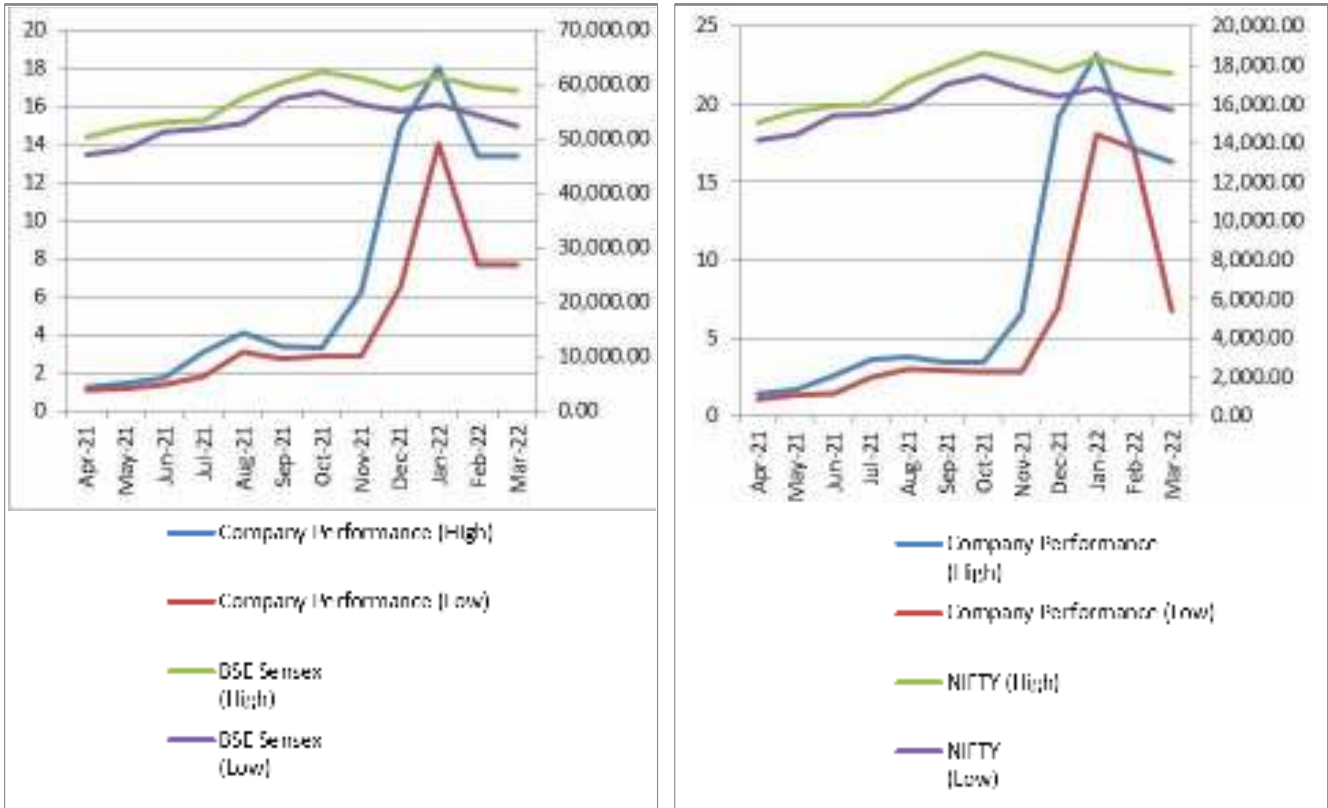 20
18
16
14
12
10
8
6
4
2
0
70,000.00
60,000.00
50,000.00
40,000.00
30,000.00
20,000.00
10,000.00
0.00
Apr-21
May-21
Jun-21
Jul-21
Aug-21
Sep-21
Oct-21
Nov-21
Dec-21
Jan-22
Feb-22
Mar-22
Company Performance (High)
Company Performance (Low)
BSE Sensex
(High)
BSE Sensex
(Low)
25
20
15
10
5
0
20,000.00
18,000.00
16,000.00
14,000.00
12,000.00
10,000.00
8,000.00
6,000.00
4,000.00
2,000.00
0.00
Apr-21
May-21
Jun-21
Jul-21
Aug-21
Sep-21
Oct-21
Nov-21
Dec-21
Jan-22
Feb-22
Mar-22
Company Performance
(High)
Company Performance (Low)
NIFTY (High)
NIFTY
(Low)